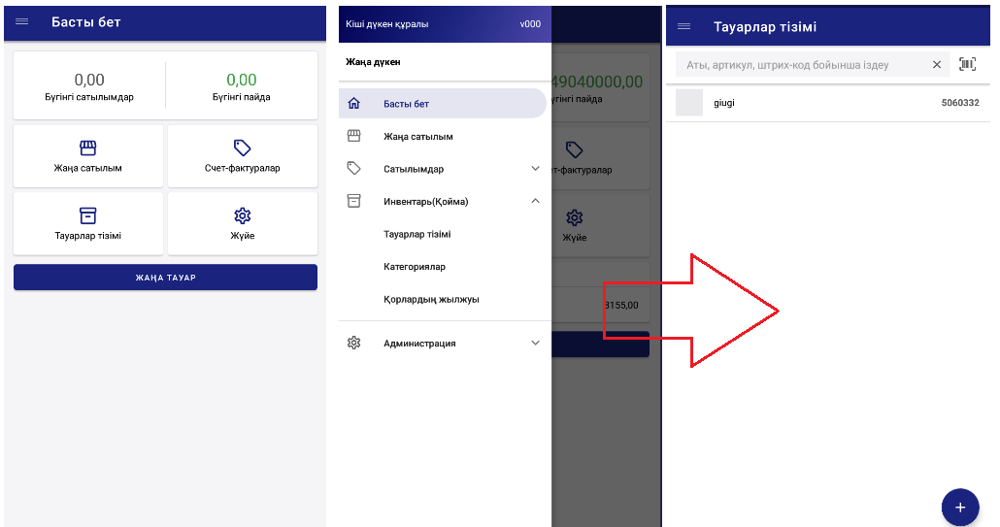 Басты бет
0,00
Бүгінгі сатылымдар
0,00
Бүгінгі пайда
Жаңа сатылым
Счет-фактуралар
Тауарлар тізімі
Жүйе
ЖАҢА ТАУАР
Кіші дүкен құралы
v000
Жаңа дүкен
Басты бет
Жаңа сатылым
Сатылымдар
Инвентарь(Қойма)
Тауарлар тізімі
Категориялар
Қорлардың жылжуы
Администрация
49040000,00
үгінгі пайда
т-фактуралар
Жүйе
3155,00
Тауарлар тізімі
Аты, артикул, штрих-код бойынша іздеу
giugi
5060332